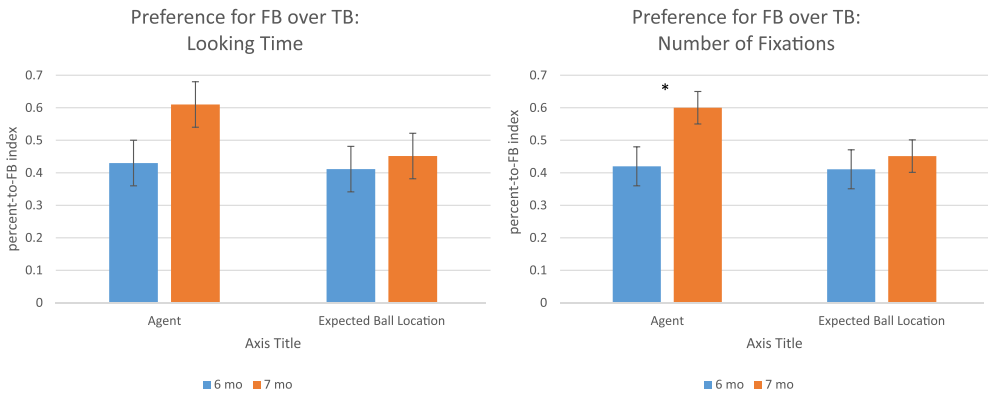 Preference for FB over TB:
Looking Time
percent-to-FB index
0.7
0.6
0.5
0.4
0.3
0.2
0.1
0
Agent
Expected Ball Location
Axis Title
6 mo
7 mo
Preference for FB over TB:
Number of Fixations
percent-to-FB index
0.7
0.6
0.5
0.4
0.3
0.2
0.1
0
*
Agent
Expected Ball Location
Axis Title
6 mo
7 mo